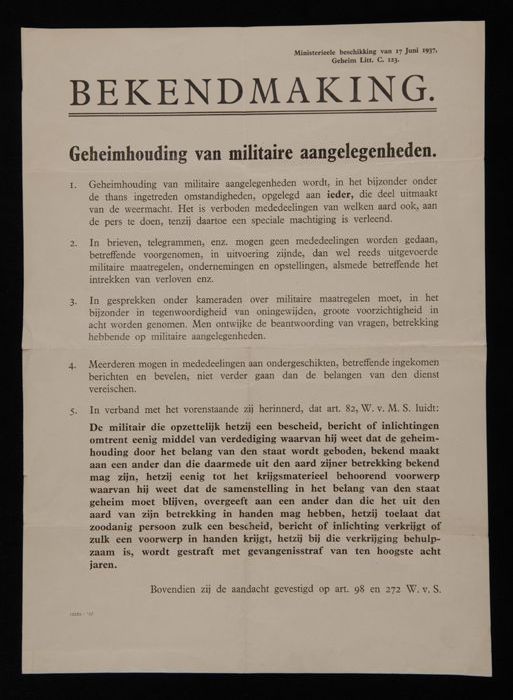 Ministerieele beschikking van 17 Juni 1937,
Geheim Litt. C. 123.
BEKENDMAKING.
Geheimhouding van militaire aangelegenheden.
1. Geheimhouding van militaire aangelegenheden wordt, in het bijzonder onder
de thans ingetreden omstandigheden, opgelegd aan ieder, die deel uitmaakt
van de weermacht. Het is verboden mededeelingen van welken aard ook, aan
de pers te doen, tenzij daartoe een speciale machtiging is verleend.
2. In brieven, telegrammen, enz. mogen geen mededeelingen worden gedaan,
betreffende voorgenomen, in uitvoering zijnde, dan wel reeds uitgevoerde
militaire maatregelen, ondernemingen en opstellingen, alsmede betreffende het
intrekken van verloven enz.
3. In gesprekken onder kameraden over militaire maatregelen moet, in het
bijzonder in tegenwoordigheid van oningewijden, groote voorzichtigheid in
acht worden genomen. Men ontwijke de beantwoording van vragen, betrekking
hebbende op militaire aangelegenheden.
4. Meerderen mogen in mededeelingen aan ondergeschikten, betreffende ingekomen
berichten en bevelen, niet verder gaan dan de belangen van den dienst
vereischen.
5. In verband met het vorenstaande zij herinnerd, dat art. 82, W. v. M. S. luidt:
De militair die opzettelijk hetzij een bescheid, bericht of inlichtingen
omtrent eenig middel van verdediging waarvan hij weet dat de geheim-
houding door het belang van den staat wordt geboden, bekend maakt
aan een ander dan die daarmede uit den aard zijner betrekking bekend
mag zijn, hetzij eenig tot het krijgsmaterieel behoorend voorwerp
waarvan hij weet dat de samenstelling in het belang van den staat
geheim moet blijven, overgeeft aan een ander dan die het uit den
aard van zijn betrekking in handen mag hebben, hetzij toelaat dat
zoodanig persoon zulk een bescheid, bericht of inlichting verkrijgt of
zulk een voorwerp in handen krijgt, hetzij bij die verkrijging behulp-
zaam is, wordt gestraft met gevangenisstraf van ten hoogste acht
jaren.
Bovendien zij de aandacht gevestigd op art. 98 en 272 W. v. S.